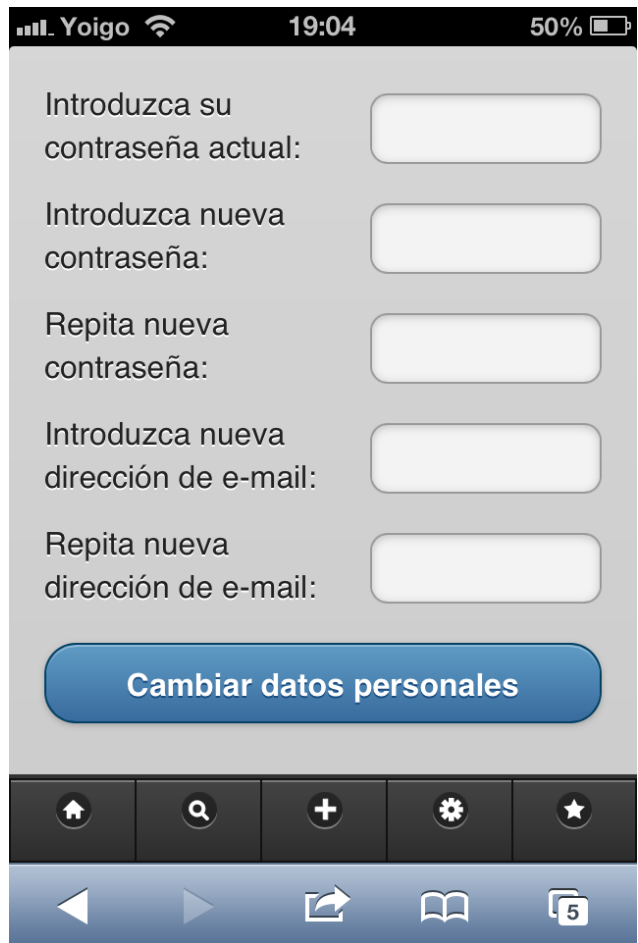 Yoigo 19:04 50%
Introduzca su
contraseña actual:
Introduzca nueva
contraseña:
Repita nueva
contraseña:
Introduzca nueva
dirección de e-mail:
Repita nueva
dirección de e-mail:
Cambiar datos personales
5